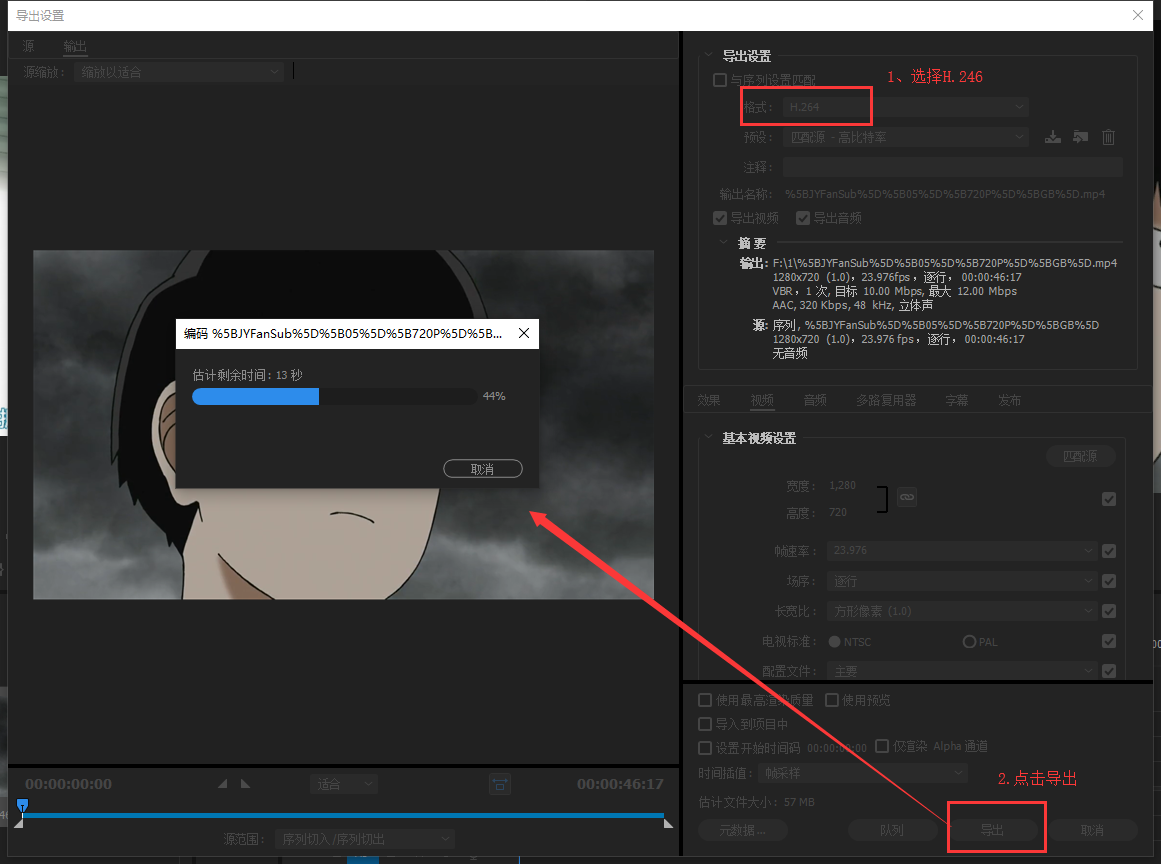 导出设置
源 输出
源缩放： 缩放以适合
导出设置
与序列设置匹配
1、选择H.246
格式： H.264
预设： 匹配源 - 高比特率
注释：
输出名称： %5BJYFanSub%5D%5B05%5D%5B720P%5D%5BGB%5D.mp4
导出视频 导出音频
摘要
输出: F:\1\%5BJYFanSub%5D%5B05%5D%5B720P%5D%5BGB%5D.mp4
1280x720 (1.0)，23.976fps，逐行， 00:00:46:17
VBR，1 次, 目标 10.00 Mbps, 最大 12.00 Mbps
AAC, 320 Kbps, 48 kHz, 立体声
源: 序列，%5BJYFanSub%5D%5B05%5D%5B720P%5D%5BGB%5D
1280x720 (1.0)，23.976 fps，逐行， 00:00:46:17
无音频
编码 %5BJYFanSub%5D%5B05%5D%5B720P%5D%5B...
估计剩余时间: 13 秒
44%
取消
效果 视频 音频 多路复用器 字幕 发布
基本视频设置
匹配源
宽度： 1,280
高度： 720
帧速率： 23.976
场序： 逐行
长宽比： 方形像素 (1.0)
电视标准： NTSC PAL
配置文件： 主要
使用最高渲染质量 使用预览
导入到项目中
设置开始时间码 00:00:00:00 仅渲染 Alpha 通道
时间插值： 帧采样
2.点击导出
估计文件大小：57 MB
元数据... 队列 导出 取消
00:00:00:00 适合 00:00:46:17
源范围： 序列切入/序列切出